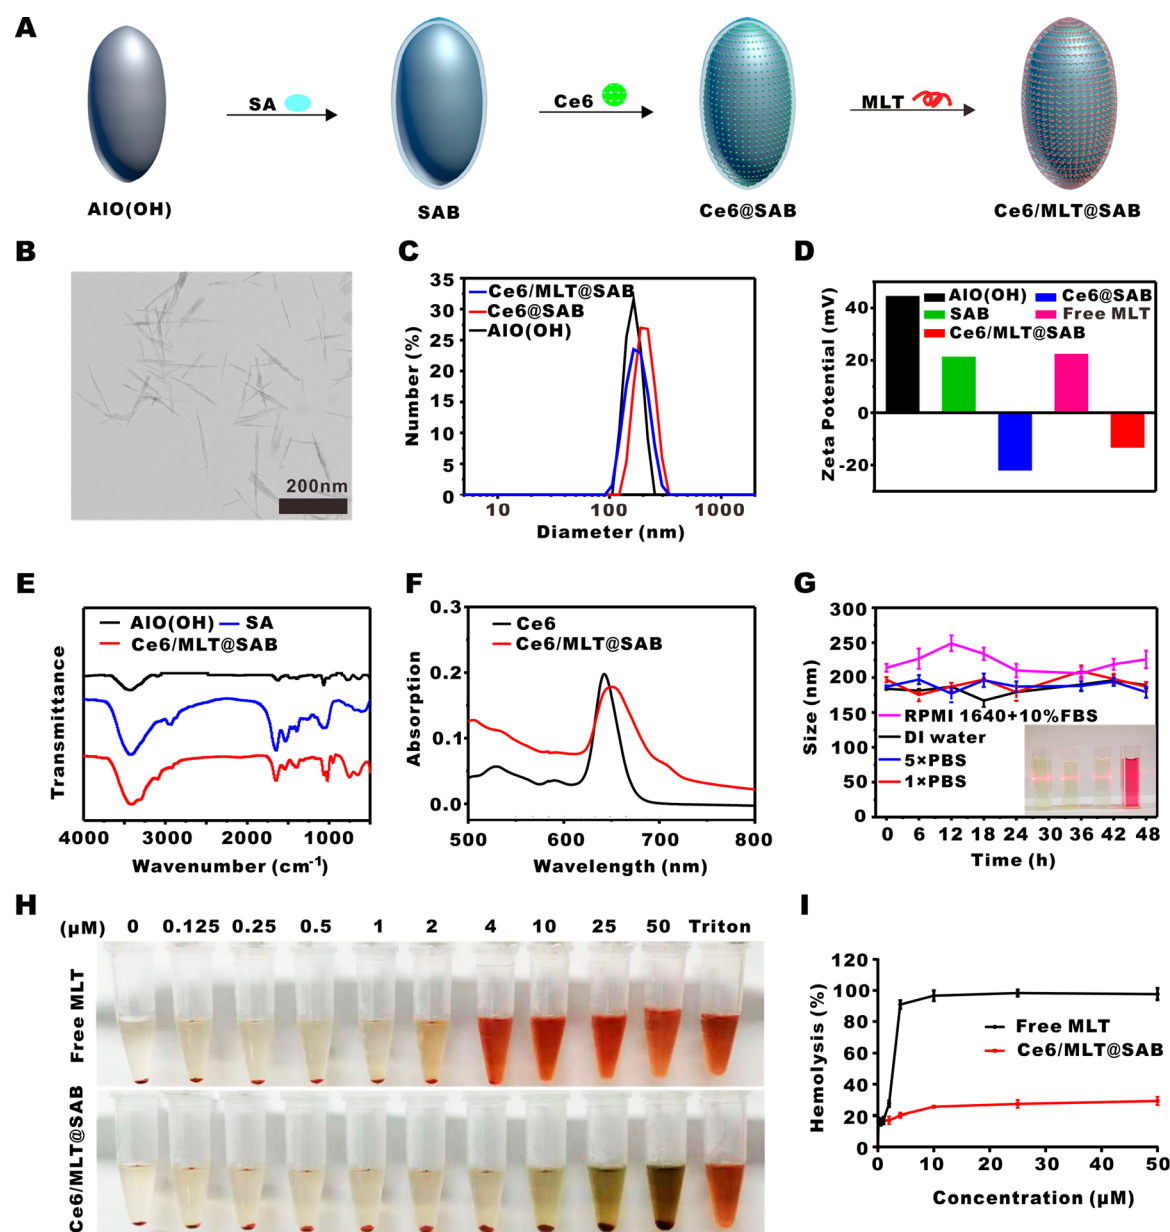 A
SA
Ce6
MLT
AlO(OH)
SAB
Ce6@SAB
Ce6/MLT@SAB
B
200nm
C
Ce6/MLT@SAB
Ce6@SAB
AlO(OH)
35
30
25
20
15
10
5
0
Number (%)
10
100
1000
Diameter (nm)
D
AlO(OH)
Ce6@SAB
SAB
Free MLT
Ce6/MLT@SAB
40
20
0
-20
Zeta Potential (mV)
E
AlO(OH)
SA
Ce6/MLT@SAB
Transmittance
4000
3000
2000
1000
Wavenumber (cm⁻¹)
F
Ce6
Ce6/MLT@SAB
0.3
0.2
0.1
0.0
Absorption
500
600
700
800
Wavelength (nm)
G
300
250
200
150
100
50
0
Size (nm)
RPMI 1640+10%FBS
DI water
5×PBS
1×PBS
0 6 12 18 24 30 36 42 48
Time (h)
H
(μM) 0 0.125 0.25 0.5 1 2 4 10 25 50 Triton
Free MLT
Ce6/MLT@SAB
I
120
100
80
60
40
20
0
Hemolysis (%)
Free MLT
Ce6/MLT@SAB
0 10 20 30 40 50
Concentration (μM)